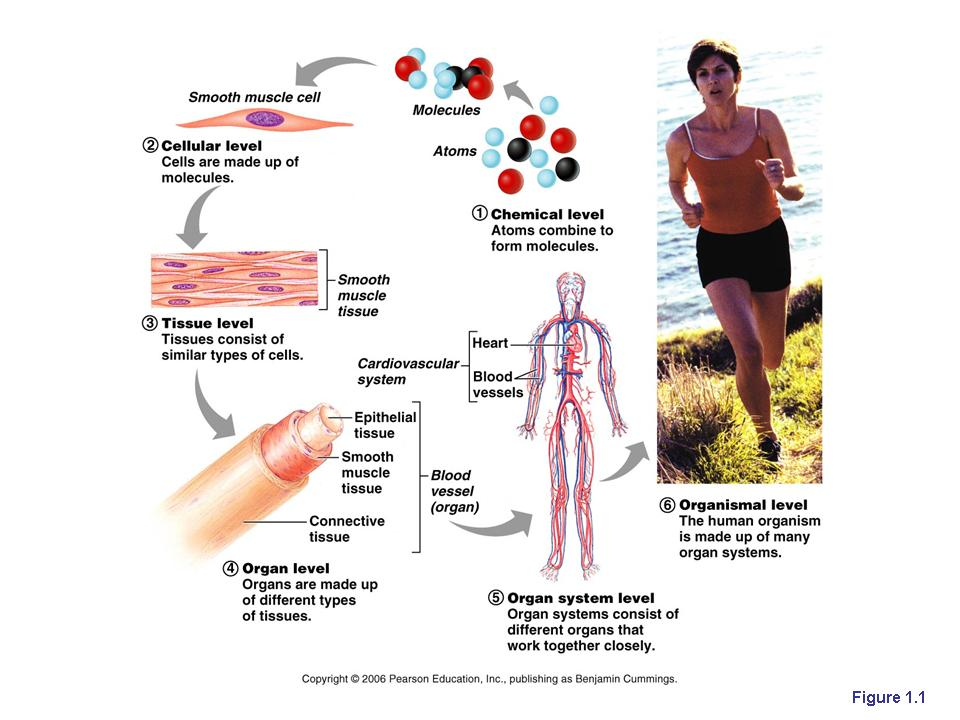 Molecules
Atoms
① Chemical level
Atoms combine to
form molecules.
Smooth muscle cell
② Cellular level
Cells are made up of
molecules.
Smooth
muscle
tissue
③ Tissue level
Tissues consist of
similar types of cells.
Epithelial
tissue
Smooth
muscle
tissue
Connective
tissue
Blood
vessel
(organ)
④ Organ level
Organs are made up
of different types
of tissues.
Heart
Blood
vessels
Cardiovascular
system
⑤ Organ system level
Organ systems consist of
different organs that
work together closely.
⑥ Organismal level
The human organism
is made up of many
organ systems.
Copyright © 2006 Pearson Education, Inc., publishing as Benjamin Cummings.
Figure 1.1